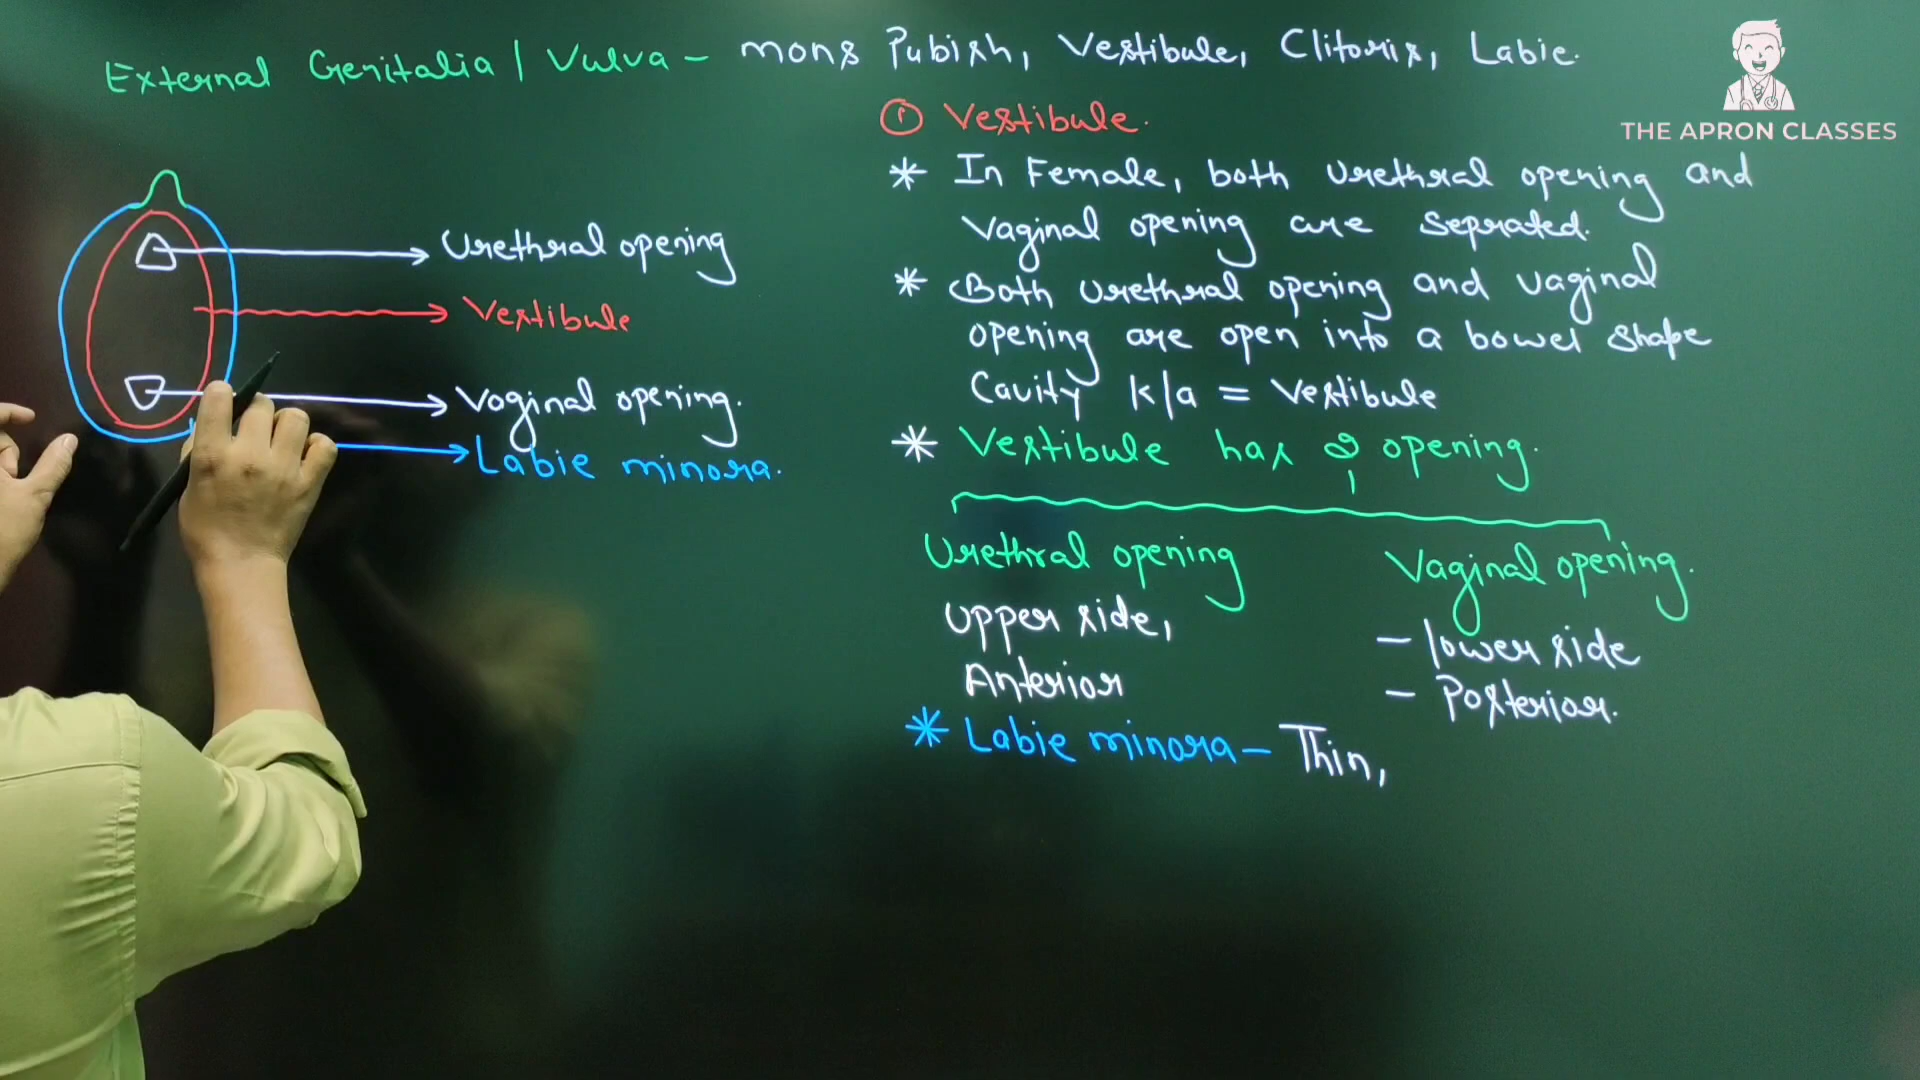 External Genitalia / Vulva - mons Pubish, Vestibule, Clitoris, Labie.
THE APRON CLASSES
① Vestibule.
* In Female, both urethral opening and
Vaginal opening are seprated.
* Both urethral opening and vaginal
opening are open into a bowel shape
Cavity k/a = Vestibule
* Vestibule has 2 opening.
Urethral opening
Upper side,
Anterior
Vaginal opening.
- lower side
- Posterior.
* Labie minora - Thin,
Urethral opening
Vestibule
Vaginal opening.
Labie minora.